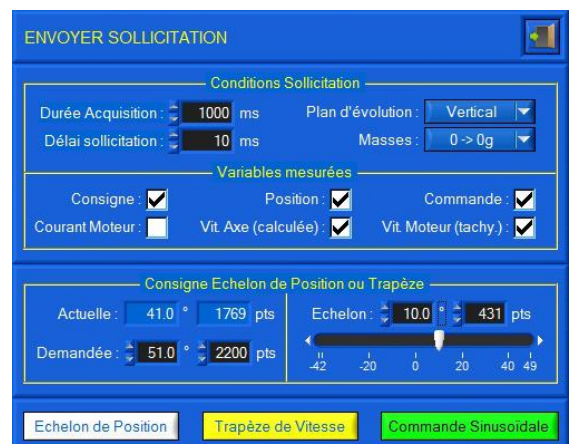 ENVOYER SOLLICITATION
Conditions Sollicitation
Durée Acquisition : 1000 ms Plan d'évolution : Vertical
Délai sollicitation : 10 ms Masses : 0 -> 0g
Variables mesurées
Consigne : Position : Commande :
Courant Moteur : Vit. Axe (calculée) : Vit. Moteur (tachy.) :
Consigne Echelon de Position ou Trapèze
Actuelle : 41.0 ° 1769 pts Echelon : 10.0 ° 431 pts
Demandée : 51.0 ° 2200 pts
-42 -20 0 20 40 49
Echelon de Position Trapèze de Vitesse Commande Sinusoïdale